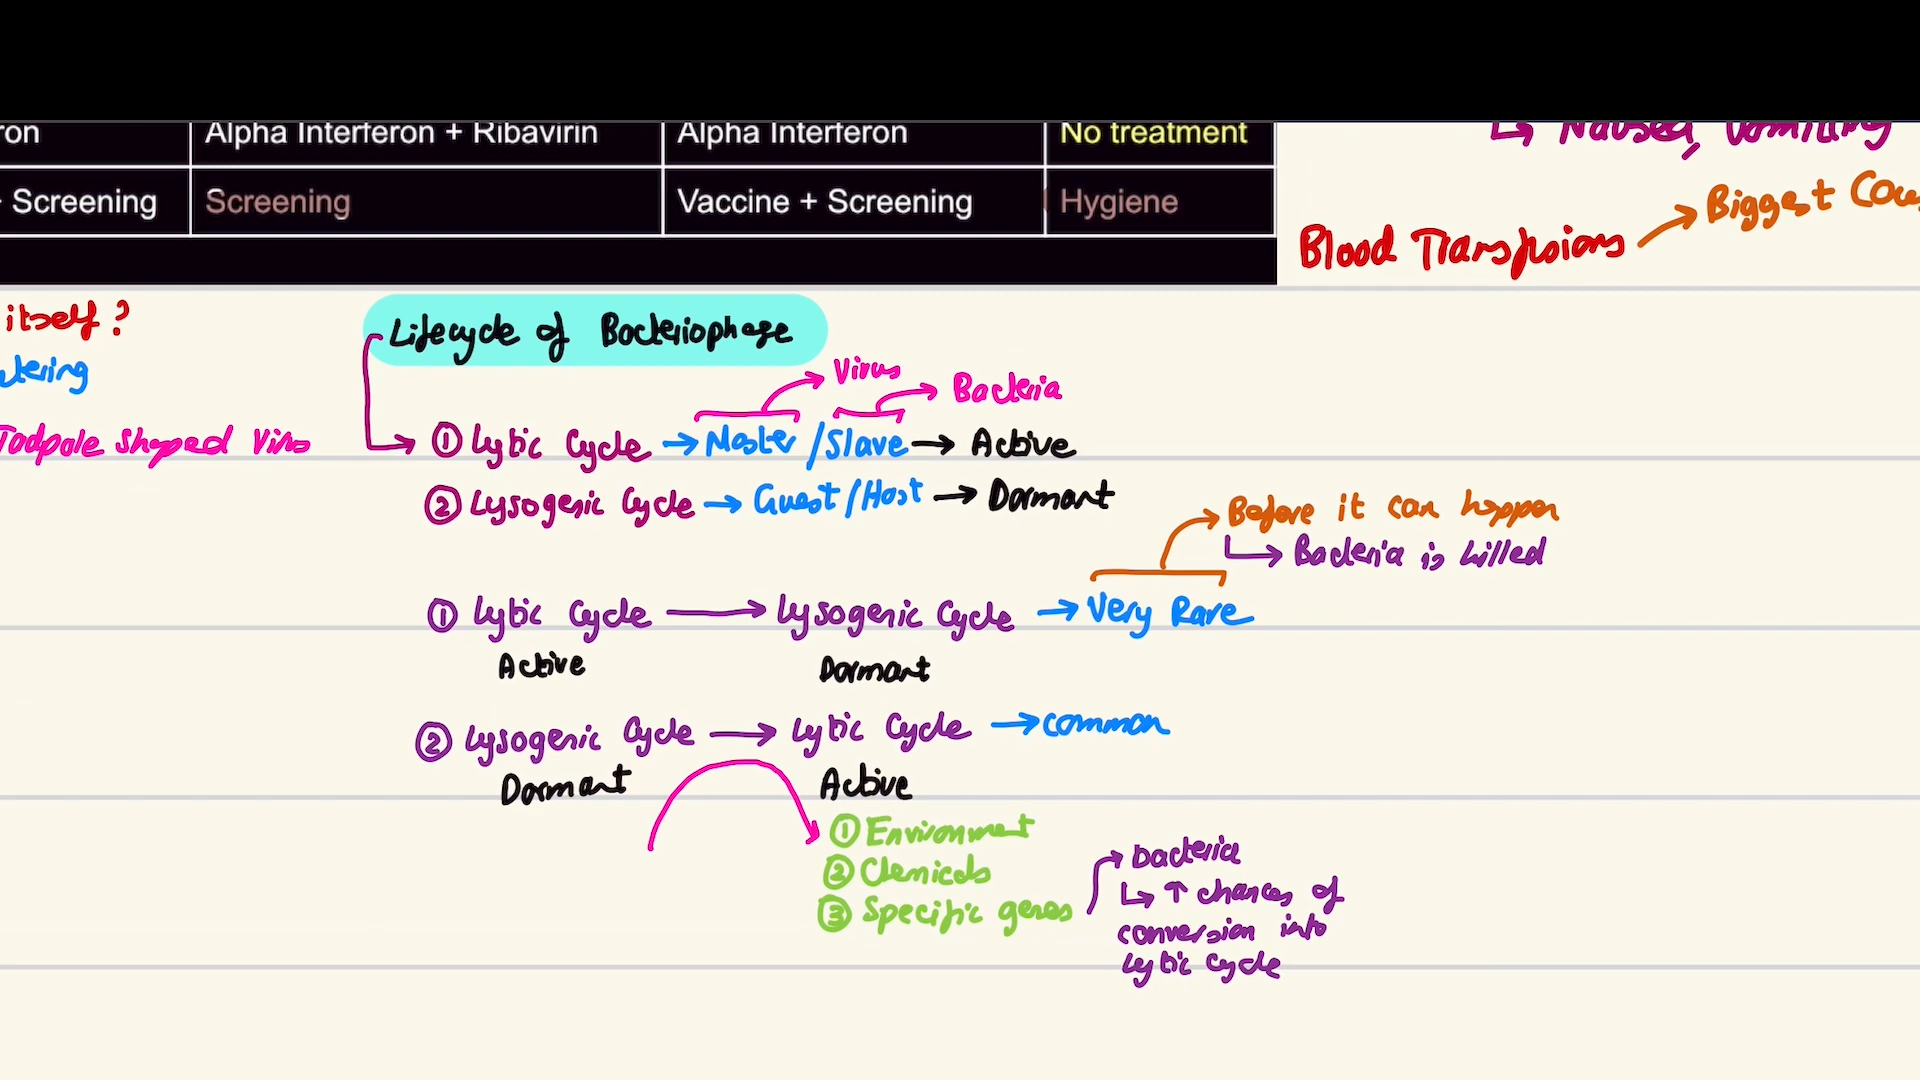 ron Alpha Interferon + Ribavirin Alpha Interferon No treatment
Screening Screening Vaccine + Screening Hygiene
↳ Nausea, Vomiting
Blood Transfusions → Biggest
itself?
Tadpole Shaped Virus
Lifecycle of Bacteriophage
Virus
Bacteria
① Lytic Cycle → Master/Slave → Active
② Lysogenic Cycle → Guest/Host → Dormant
Before it can happen
↳ Bacteria is killed
① Lytic Cycle → Lysogenic Cycle → Very Rare
Active Dormant
② Lysogenic Cycle → Lytic Cycle → common
Dormant Active
① Environment
② Chemicals
③ Specific genes
bacteria
↳ ↑ chances of
conversion into
Lytic Cycle